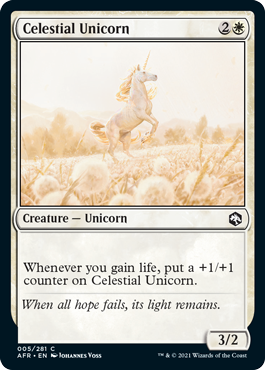 Celestial Unicorn 2
Creature — Unicorn
Whenever you gain life, put a +1/+1
counter on Celestial Unicorn.
When all hope fails, its light remains.
3/2
005/281 C
AFR • EN Johannes Voss
™ & © 2021 Wizards of the Coast